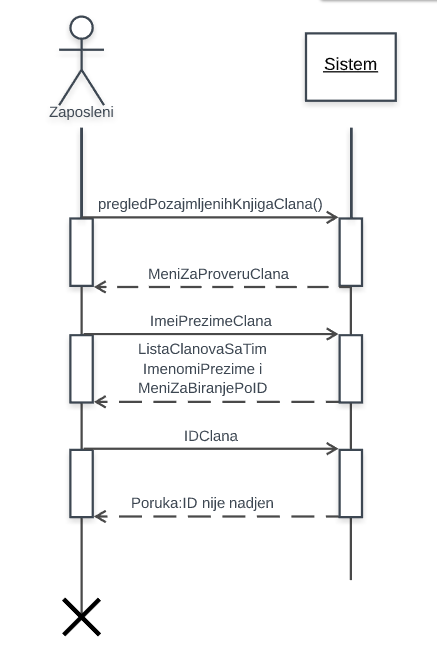 Zaposleni
Sistem
pregledPozajmljenihKnjigaClana()
MeniZaProveruClana
ImeiPrezimeClana
ListaClanovaSaTim
ImenomiPrezime i
MeniZaBiranjePoID
IDClana
Poruka:ID nije nadjen